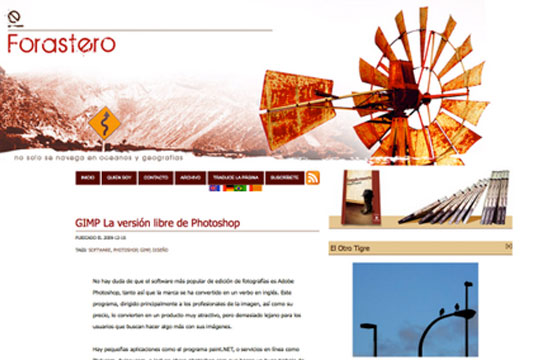 Forastero
no solo se navega en oceanos y geografias
INICIO QUIEN SOY CONTACTO ARCHIVO TRADUCE LA PÁGINA SUSCRIBETE
GIMP La versión libre de Photoshop
PUBLICADO EL 2009-12-16
TAGS: SOFTWARE, PHOTOSHOP, GIMP, DISEÑO
El Otro Tigre
No hay duda de que el software más popular de edición de fotografías es Adobe
Photoshop, tanto así que la marca se ha convertido en un verbo en inglés. Este
programa, dirigido principalmente a los profesionales de la imagen, así como su
precio, lo convierten en un producto muy atractivo, pero demasiado lejano para los
usuarios que buscan hacer algo más con sus imágenes.
Hay pequeñas aplicaciones como el programa paint.NET, o servicios en línea como